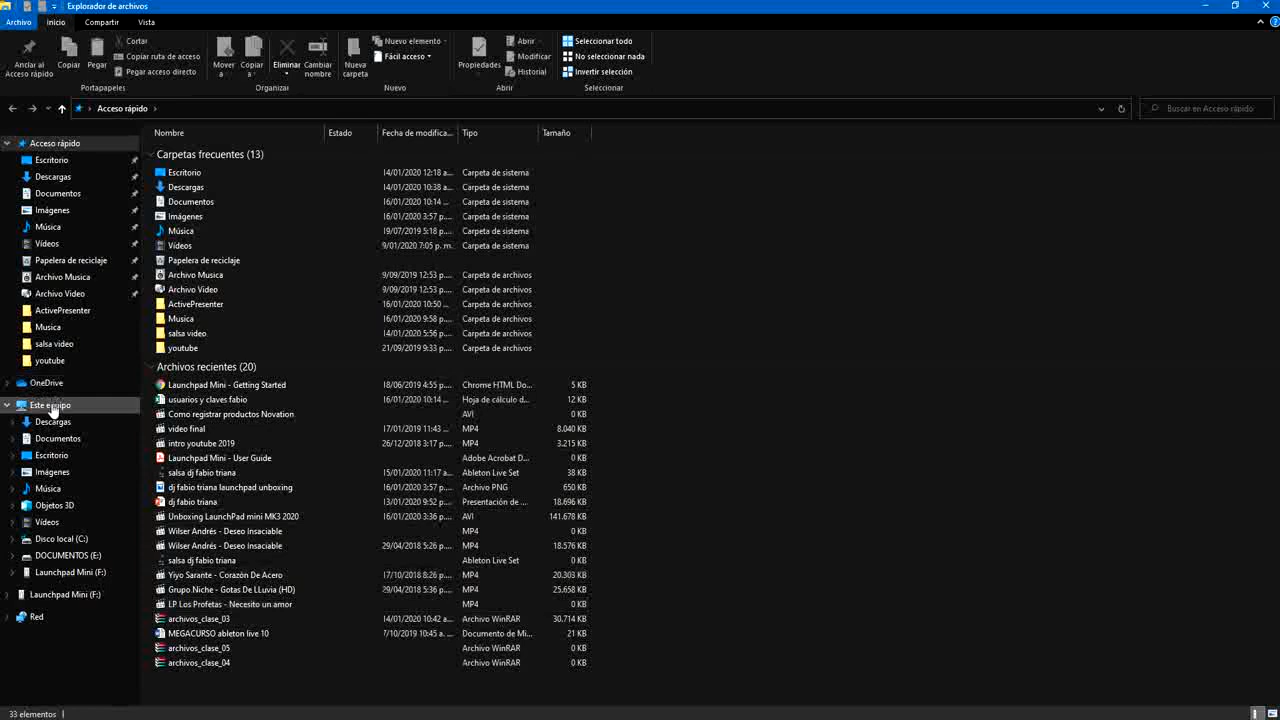 Explorador de archivos
Archivo Inicio Compartir Vista
Anclar al Acceso rápido
Copiar
Pegar
Cortar
Copiar ruta de acceso
Pegar acceso directo
Portapapeles
Mover a
Copiar a
Eliminar
Cambiar nombre
Organizar
Nueva carpeta
Nuevo elemento
Fácil acceso
Nuevo
Propiedades
Abrir
Modificar
Historial
Abrir
Seleccionar todo
No seleccionar nada
Invertir selección
Seleccionar
Acceso rápido
Buscar en Acceso rápido
Acceso rápido
Escritorio
Descargas
Documentos
Imágenes
Música
Vídeos
Papelera de reciclaje
Archivo Musica
Archivo Video
ActivePresenter
Musica
salsa video
youtube
OneDrive
Este equipo
Descargas
Documentos
Escritorio
Imágenes
Música
Objetos 3D
Vídeos
Disco local (C:)
DOCUMENTOS (E:)
Launchpad Mini (F:)
Launchpad Mini (F:)
Red
Nombre Estado Fecha de modifica... Tipo Tamaño
Carpetas frecuentes (13)
Escritorio 14/01/2020 12:18 a... Carpeta de sistema
Descargas 14/01/2020 10:38 a... Carpeta de sistema
Documentos 16/01/2020 10:14 ... Carpeta de sistema
Imágenes 16/01/2020 3:57 p.... Carpeta de sistema
Música 19/07/2019 5:18 p.... Carpeta de sistema
Vídeos 9/01/2020 7:05 p. m. Carpeta de sistema
Papelera de reciclaje
Archivo Musica 9/09/2019 12:53 p.... Carpeta de archivos
Archivo Video 9/09/2019 12:53 p.... Carpeta de archivos
ActivePresenter 16/01/2020 10:50 ... Carpeta de archivos
Musica 16/01/2020 9:58 p.... Carpeta de archivos
salsa video 14/01/2020 5:56 p.... Carpeta de archivos
youtube 21/09/2019 9:33 p.... Carpeta de archivos
Archivos recientes (20)
Launchpad Mini - Getting Started 18/06/2019 4:55 p.... Chrome HTML Do... 5 KB
usuarios y claves fabio 16/01/2020 10:14 ... Hoja de cálculo d... 12 KB
Como registrar productos Novation AVI 0 KB
video final 17/01/2019 11:43 ... MP4 8.040 KB
intro youtube 2019 26/12/2018 3:17 p.... MP4 3.215 KB
Launchpad Mini - User Guide Adobe Acrobat D... 0 KB
salsa dj fabio triana 15/01/2020 11:17 a... Ableton Live Set 38 KB
dj fabio triana launchpad unboxing 16/01/2020 3:57 p.... Archivo PNG 650 KB
dj fabio triana 13/01/2020 9:52 p.... Presentación de ... 18.696 KB
Unboxing LaunchPad mini MK3 2020 16/01/2020 3:36 p.... AVI 141.678 KB
Wilser Andrés - Deseo Insaciable MP4 0 KB
Wilser Andrés - Deseo Insaciable 29/04/2018 5:26 p.... MP4 18.576 KB
salsa dj fabio triana Ableton Live Set 0 KB
Yiyo Sarante - Corazón De Acero 17/10/2018 8:26 p.... MP4 20.303 KB
Grupo Niche - Gotas De LLuvia (HD) 29/04/2018 5:36 p.... MP4 25.658 KB
LP Los Profetas - Necesito un amor MP4 0 KB
archivos_clase_03 14/01/2020 10:42 a... Archivo WinRAR 30.714 KB
MEGACURSO ableton live 10 7/10/2019 10:45 a. ... Documento de Mi... 21 KB
archivos_clase_05 Archivo WinRAR 0 KB
archivos_clase_04 Archivo WinRAR 0 KB
33 elementos